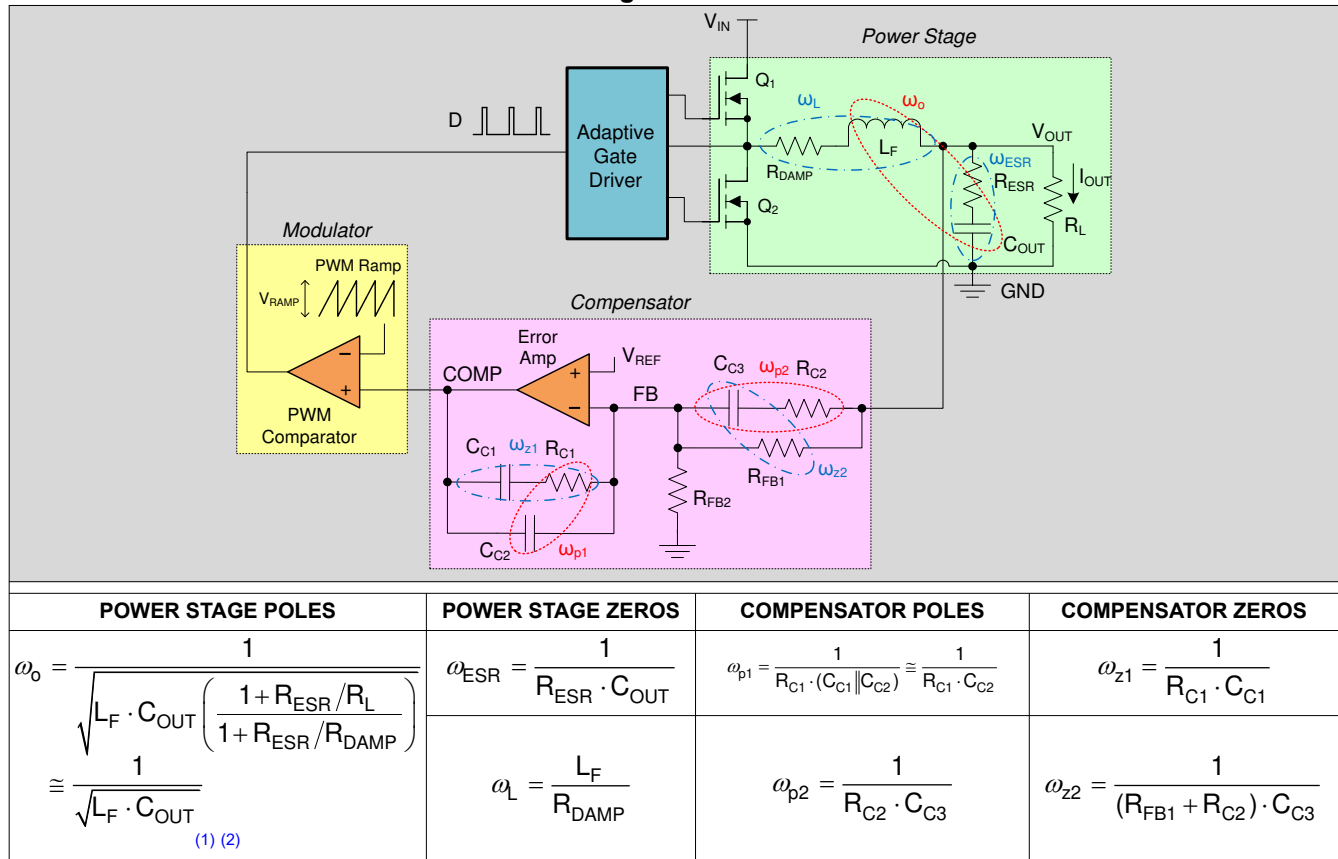 V_IN
Power Stage
Q_1
ω_L
ω_o
D
Adaptive
Gate
Driver
V_OUT
L_F
ω_ESR
R_DAMP
R_ESR
I_OUT
Q_2
R_L
C_OUT
Modulator
PWM Ramp
V_RAMP
GND
Compensator
Error
Amp
V_REF
C_C3
ω_p2
R_C2
COMP
FB
−
+
+
−
PWM
Comparator
C_C1
ω_z1
R_C1
R_FB1
ω_z2
R_FB2
C_C2
ω_p1
POWER STAGE POLES
POWER STAGE ZEROS
COMPENSATOR POLES
COMPENSATOR ZEROS
ω_o = 1 / √(L_F · C_OUT ((1 + R_ESR/R_L) / (1 + R_ESR/R_DAMP)))
≅ 1 / √(L_F · C_OUT)
(1) (2)
ω_ESR = 1 / (R_ESR · C_OUT)
ω_p1 = 1 / (R_C1 · (C_C1‖C_C2)) ≅ 1 / (R_C1 · C_C2)
ω_z1 = 1 / (R_C1 · C_C1)
ω_L = L_F / R_DAMP
ω_p2 = 1 / (R_C2 · C_C3)
ω_z2 = 1 / ((R_FB1 + R_C2) · C_C3)